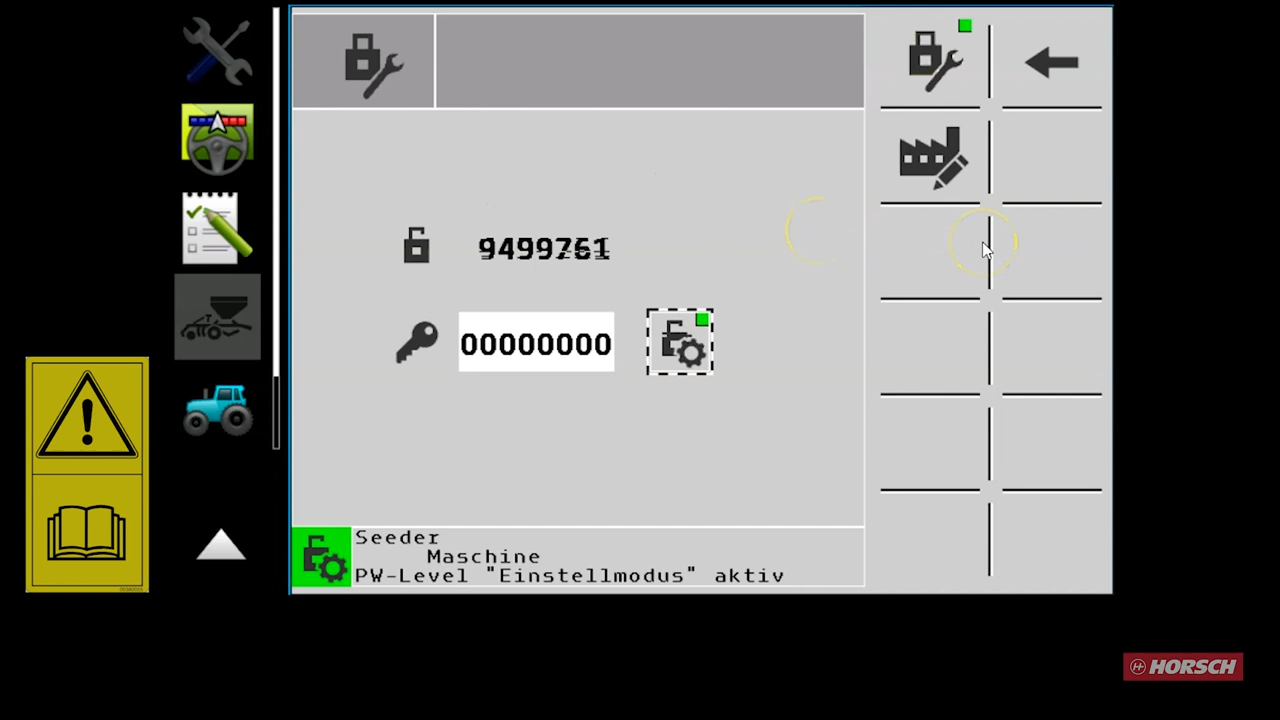 9499761
00000000
Seeder
Maschine
PW-Level "Einstellmodus" aktiv
HORSCH